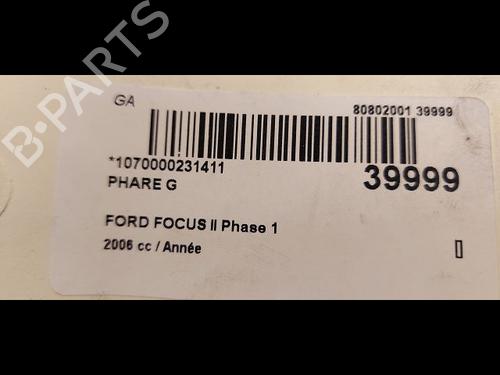 GA
80802001 39999
*1070000231411
39999
PHARE G
FORD FOCUS II Phase 1
2006 cc / Année
B-PARTS